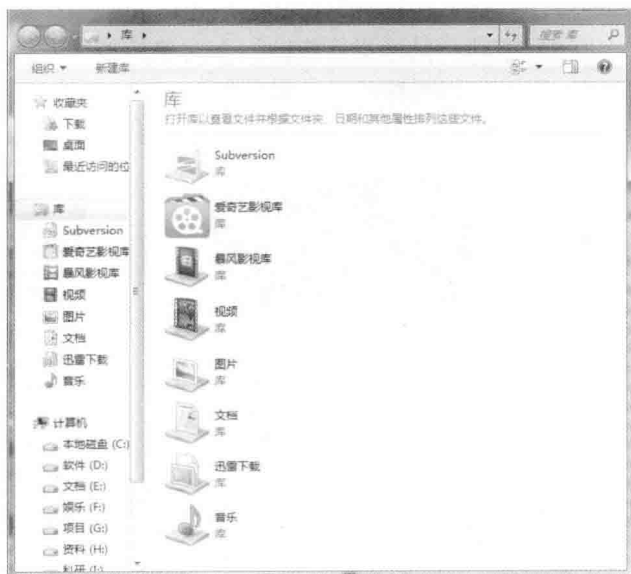 库
搜索 库
组织
新建库
收藏夹
下载
桌面
最近访问的位
库
Subversion
爱奇艺影视库
暴风影视库
视频
图片
文档
迅雷下载
音乐
计算机
本地磁盘 (C:)
软件 (D:)
文档 (E:)
娱乐 (F:)
项目 (G:)
资料 (H:)
科研 (I:)
库
打开库以查看文件并根据文件夹、日期和其他属性排列这些文件。
Subversion
库
爱奇艺影视库
库
暴风影视库
库
视频
库
图片
库
文档
库
迅雷下载
库
音乐
库